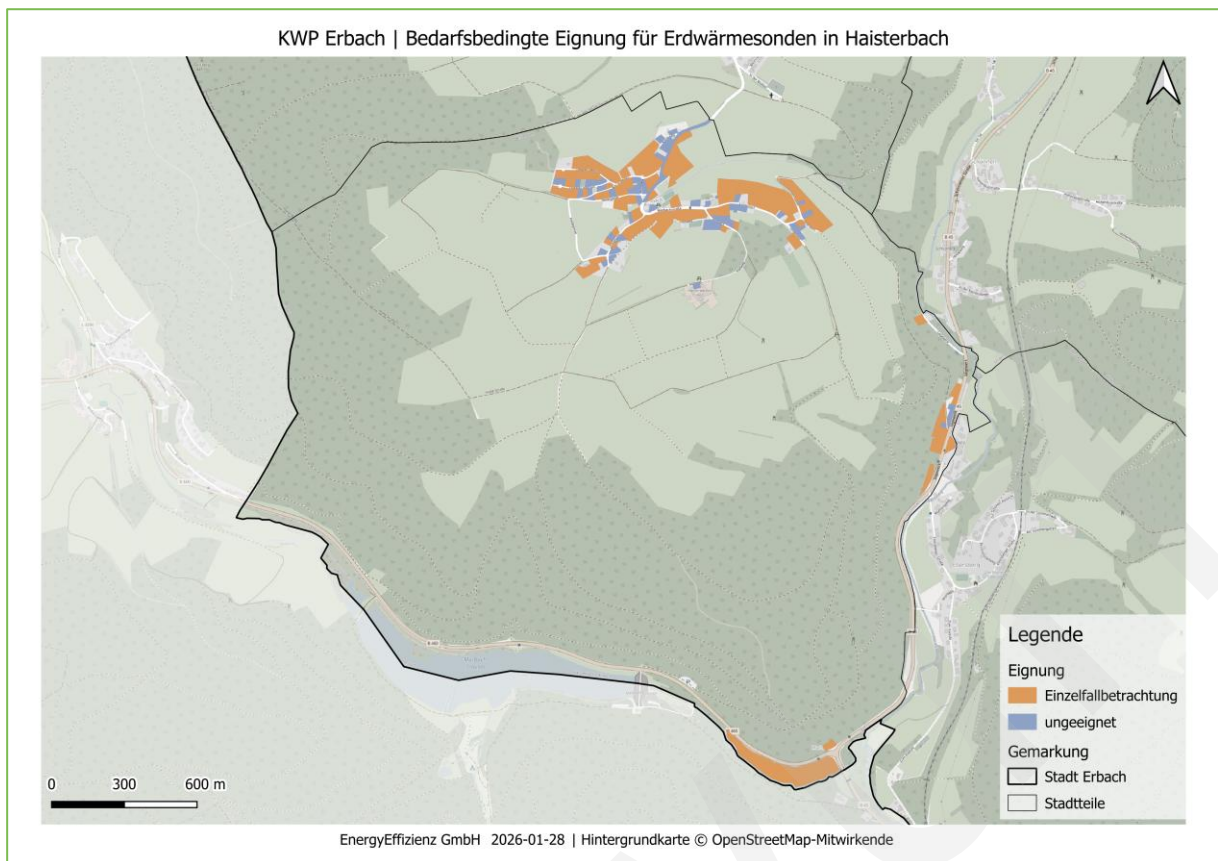 KWP Erbach | Bedarfsbedingte Eignung für Erdwärmesonden in Haisterbach
Legende
Eignung
Einzelfallbetrachtung
ungeeignet
Gemarkung
Stadt Erbach
Stadtteile
0 300 600 m
EnergyEffizienz GmbH 2026-01-28 | Hintergrundkarte © OpenStreetMap-Mitwirkende